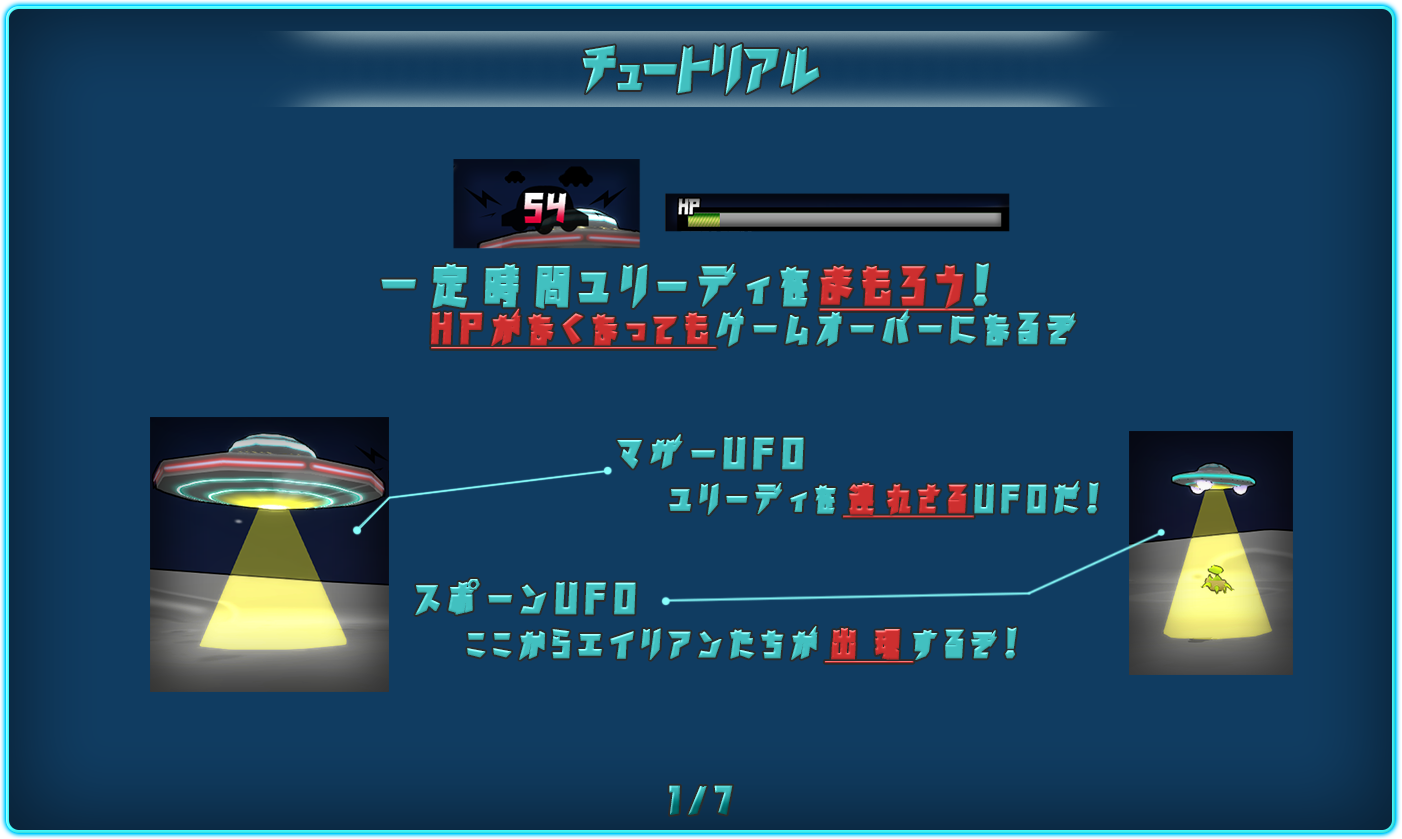 チュートリアル
54
HP
一定時間ユリーディをまもろう!
HPがなくなってもゲームオーバーになるぞ
マザーUFO
ユリーディを連れさるUFOだ!
スポーンUFO
ここからエイリアンたちが出現するぞ!
1/7